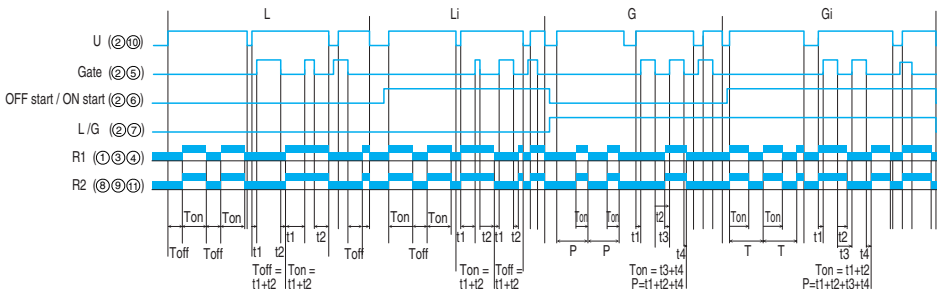 L Li G Gi
U (②⑩)
Gate (②⑤)
OFF start / ON start (②⑥)
L /G (②⑦)
R1 (①③④)
R2 (⑧⑨⑪)
Ton Ton t1 t1 t2 Ton Ton t1 t2 t1 t2 Ton Ton t1 t2 Ton Ton t1 t2
Toff Toff t2 Toff Toff P P t3 t4 T T t3 t4
Toff = t1+t2
Ton = t1+t2
Ton = t1+t2
Toff = t1+t2
Ton = t3+t4
P=t1+t2+t4
Ton = t1+t2
P=t1+t2+t3+t4